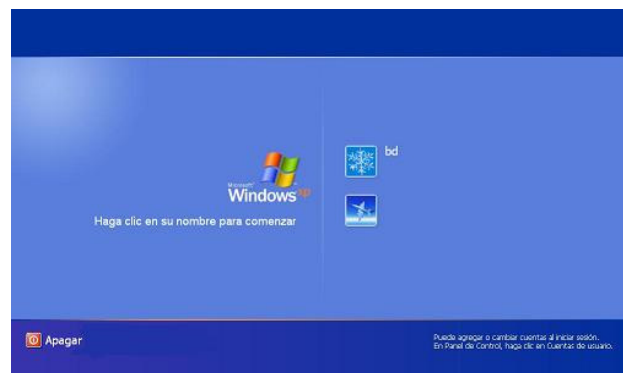 Microsoft
Windows xp
Haga clic en su nombre para comenzar
bd
Apagar
Puede agregar o cambiar cuentas al iniciar sesión.
En Panel de Control, haga clic en Cuentas de usuario.